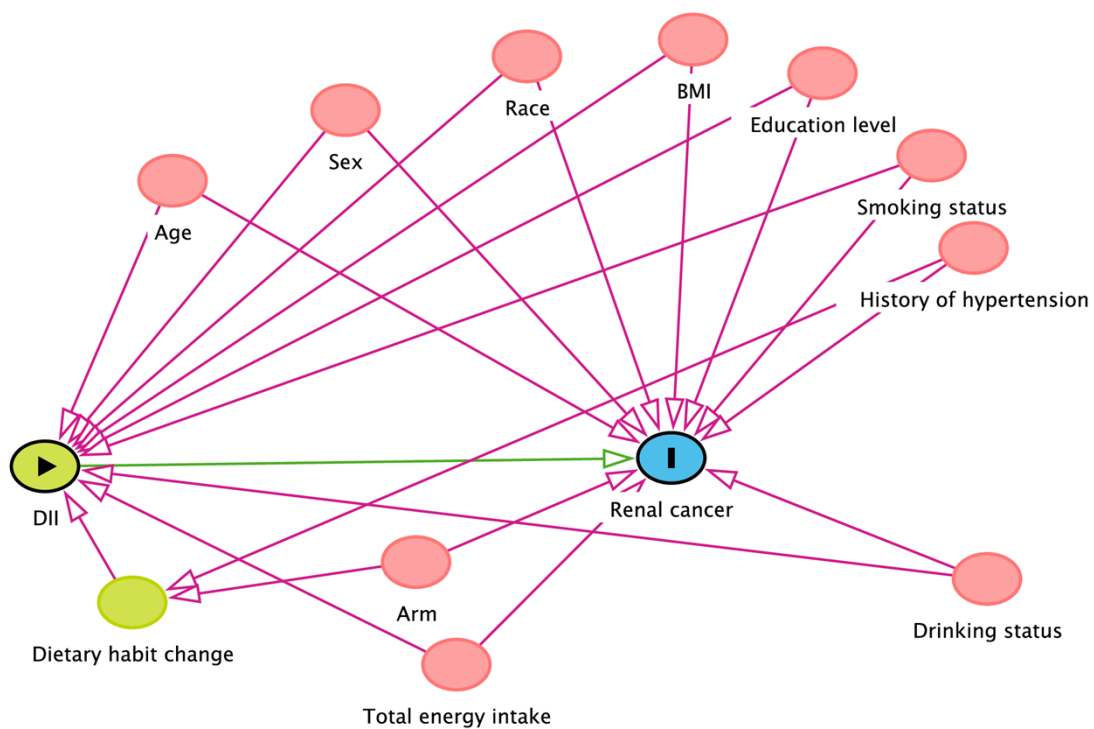 BMI
Race
Education level
Sex
Smoking status
Age
History of hypertension
Renal cancer
DII
Arm
Drinking status
Dietary habit change
Total energy intake